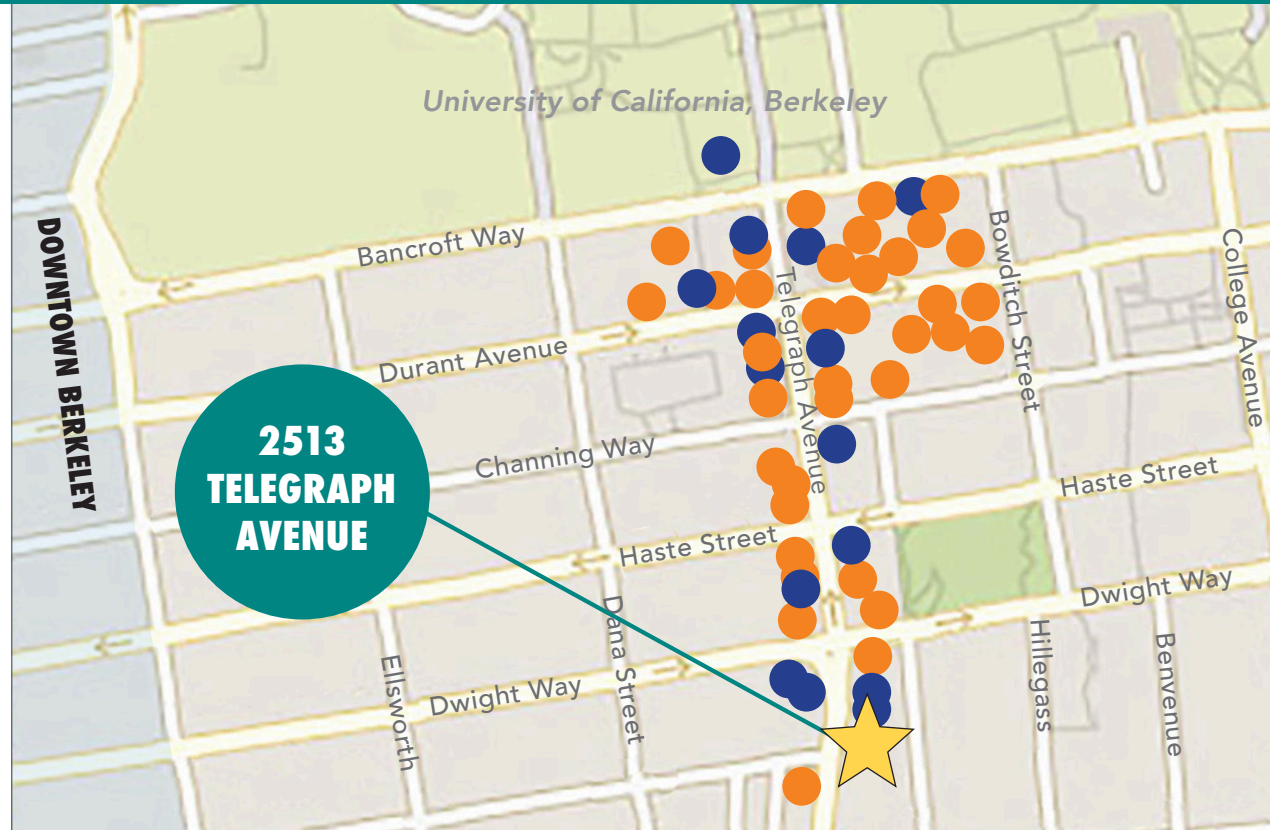 University of California, Berkeley
DOWNTOWN BERKELEY
Bancroft Way
Bowditch Street
College Avenue
Telegraph Avenue
Durant Avenue
2513
TELEGRAPH
AVENUE
Channing Way
Haste Street
Haste Street
Dwight Way
Dana Street
Hillegass
Benvenue
Ellsworth
Dwight Way